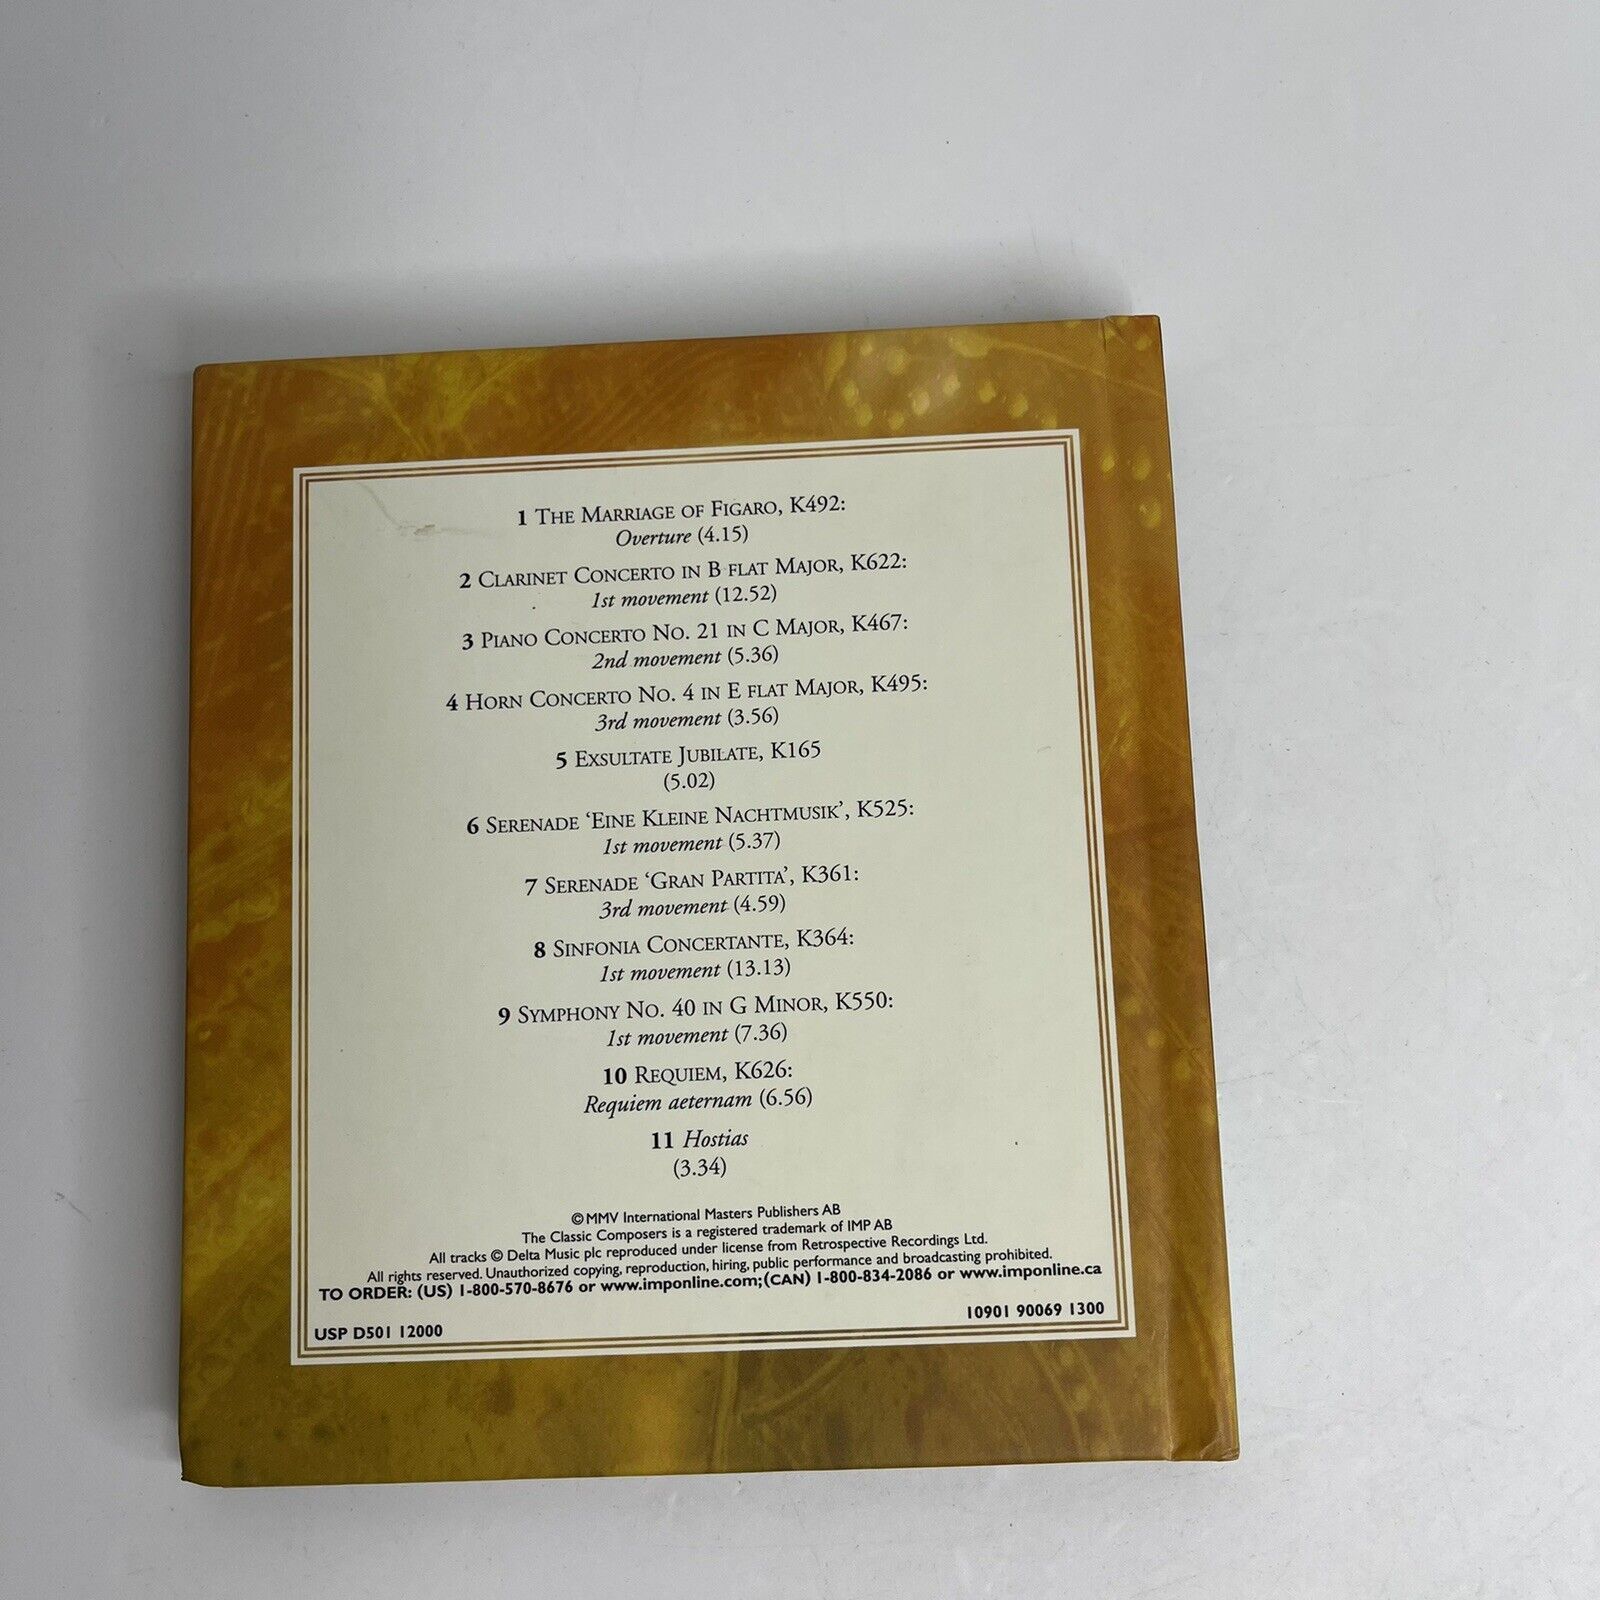 1 The Marriage of Figaro, K492:
Overture (4.15)
2 Clarinet Concerto in B flat Major, K622:
1st movement (12.52)
3 Piano Concerto No. 21 in C Major, K467:
2nd movement (5.36)
4 Horn Concerto No. 4 in E flat Major, K495:
3rd movement (3.56)
5 Exsultate Jubilate, K165
(5.02)
6 Serenade ‘Eine Kleine Nachtmusik’, K525:
1st movement (5.37)
7 Serenade ‘Gran Partita’, K361:
3rd movement (4.59)
8 Sinfonia Concertante, K364:
1st movement (13.13)
9 Symphony No. 40 in G Minor, K550:
1st movement (7.36)
10 Requiem, K626:
Requiem aeternam (6.56)
11 Hostias
(3.34)
© MMV International Masters Publishers AB
The Classic Composers is a registered trademark of IMP AB
All tracks © Delta Music plc reproduced under license from Retrospective Recordings Ltd.
All rights reserved. Unauthorized copying, reproduction, hiring, public performance and broadcasting prohibited.
TO ORDER: (US) 1-800-570-8676 or www.imponline.com; (CAN) 1-800-834-2086 or www.imponline.ca
10901 90069 1300
USP D501 12000